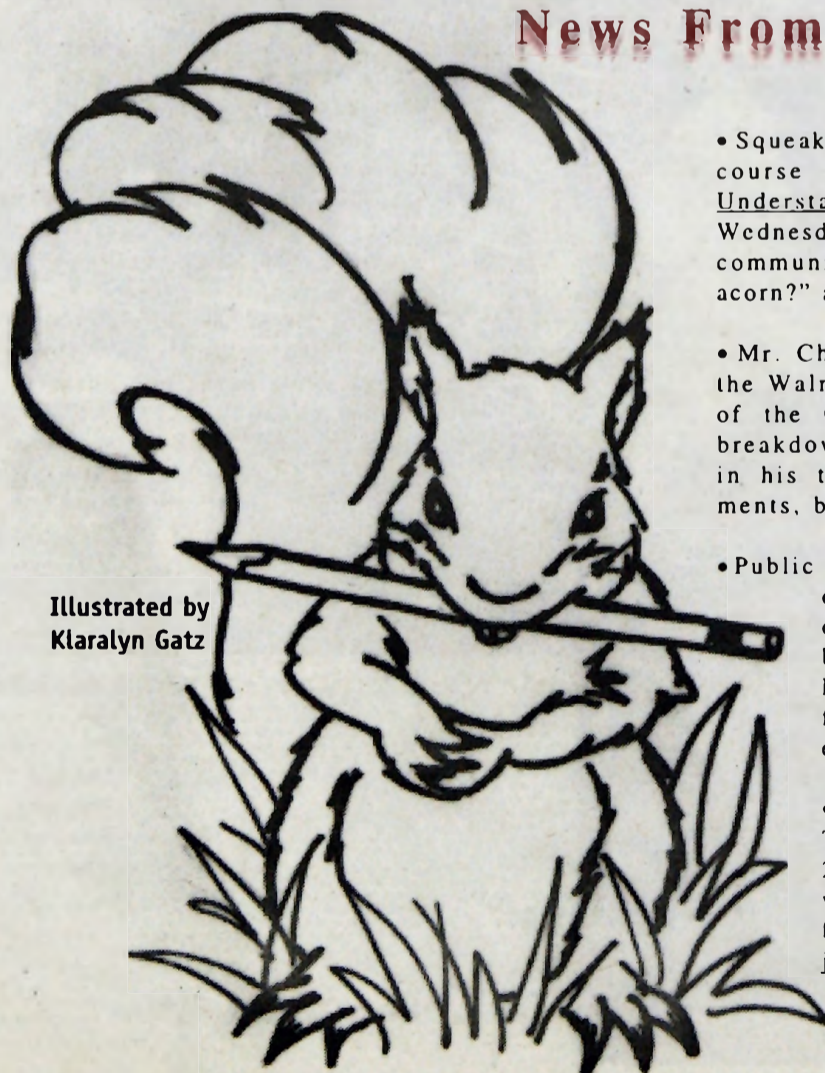 News From
• Squeak
course
Understa
Wednesd
commun
acorn?" a
• Mr. Ch
the Walr
of the
breakdov
in his t
ments, b
• Public
Illustrated by
Klaralyn Gatz